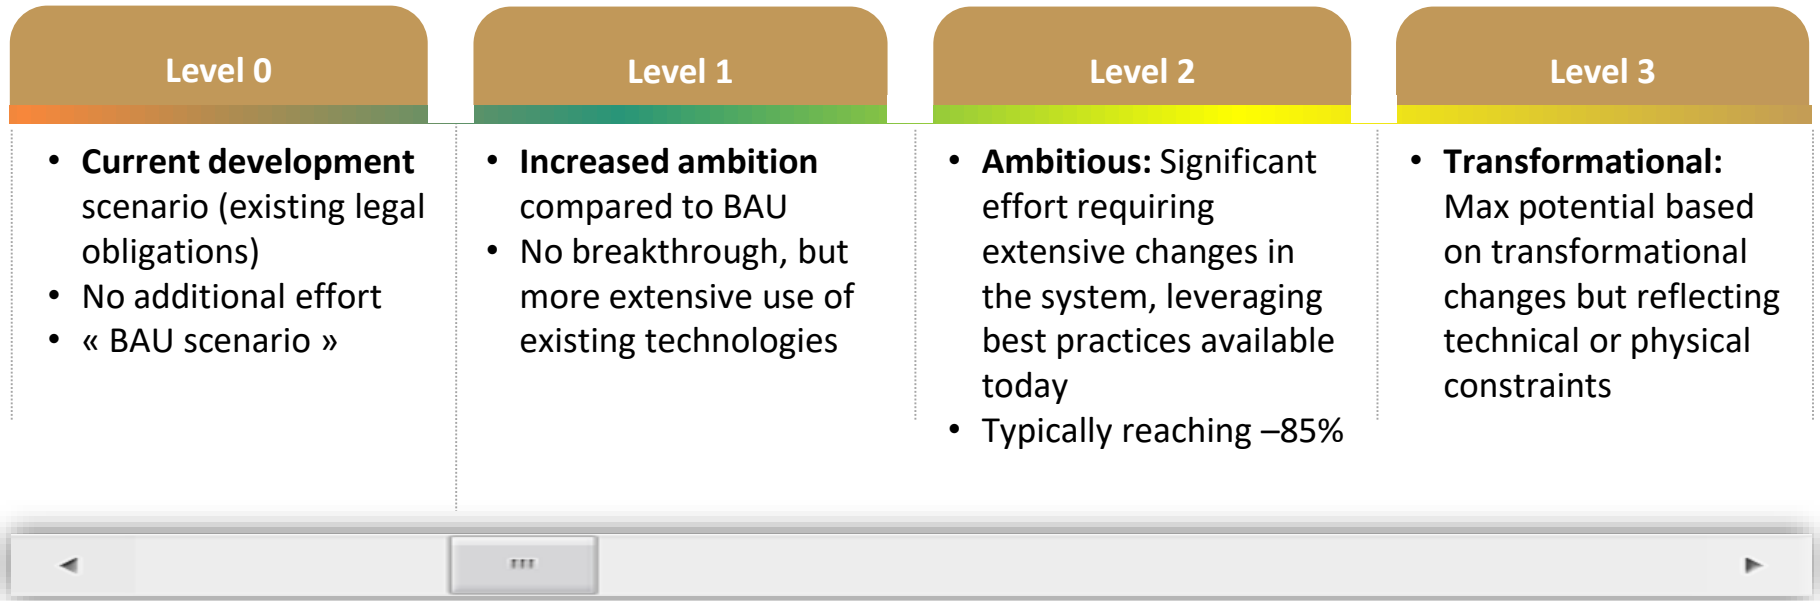 Level 0
• Current development
scenario (existing legal
obligations)
• No additional effort
• « BAU scenario »
Level 1
• Increased ambition
compared to BAU
• No breakthrough, but
more extensive use of
existing technologies
Level 2
• Ambitious: Significant
effort requiring
extensive changes in
the system, leveraging
best practices available
today
• Typically reaching –85%
Level 3
• Transformational:
Max potential based
on transformational
changes but reflecting
technical or physical
constraints